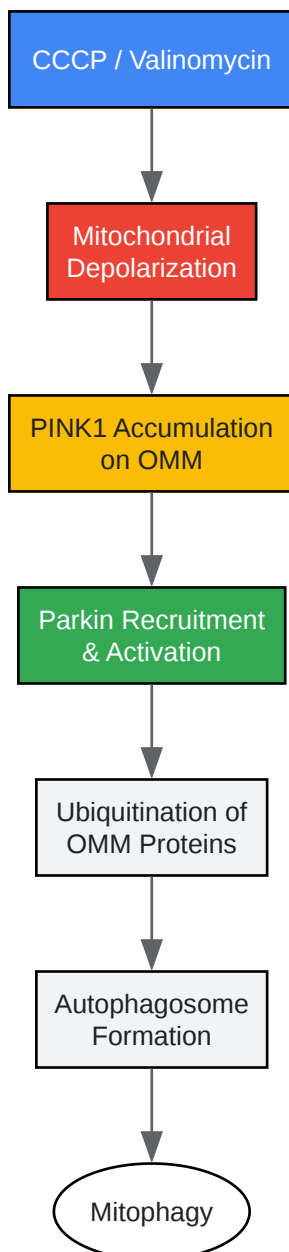 CCCP / Valinomycin
Mitochondrial
Depolarization
PINK1 Accumulation
on OMM
Parkin Recruitment
& Activation
Ubiquitination of
OMM Proteins
Autophagosome
Formation
Mitophagy